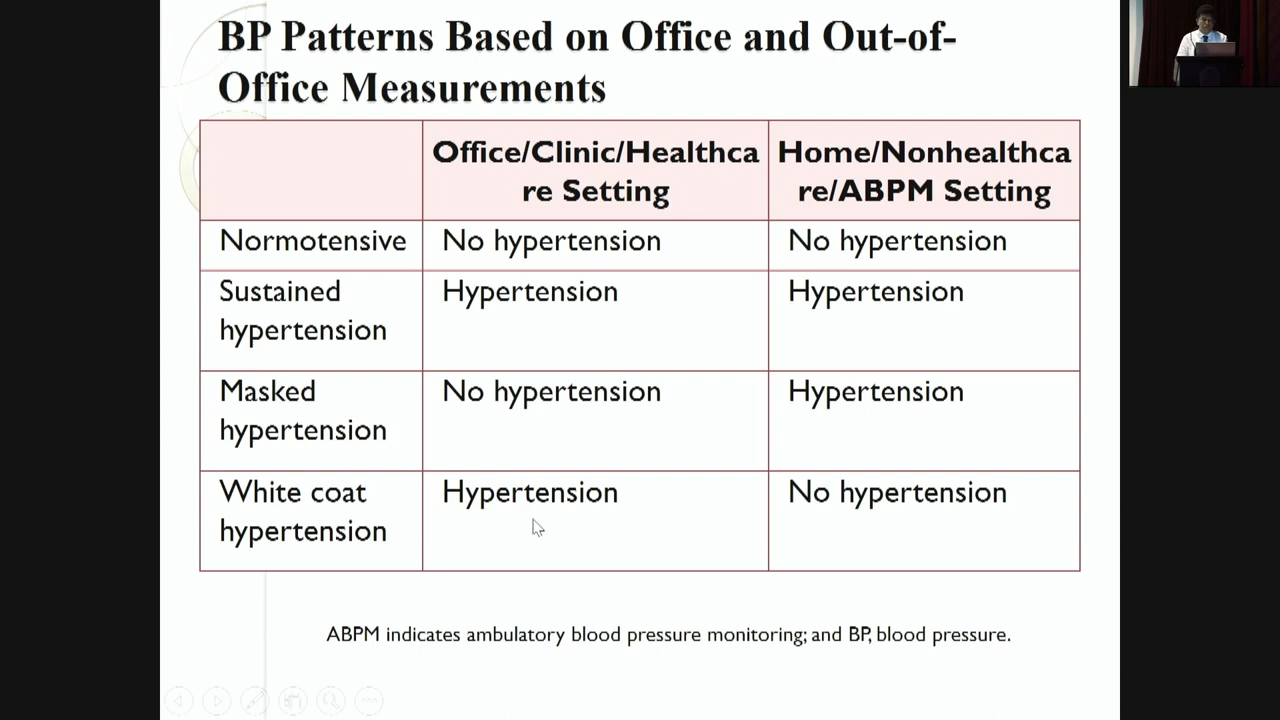 BP Patterns Based on Office and Out-of-
Office Measurements
Office/Clinic/Healthca
re Setting
Home/Nonhealthca
re/ABPM Setting
Normotensive
No hypertension
No hypertension
Sustained
hypertension
Hypertension
Hypertension
Masked
hypertension
No hypertension
Hypertension
White coat
hypertension
Hypertension
No hypertension
ABPM indicates ambulatory blood pressure monitoring; and BP, blood pressure.